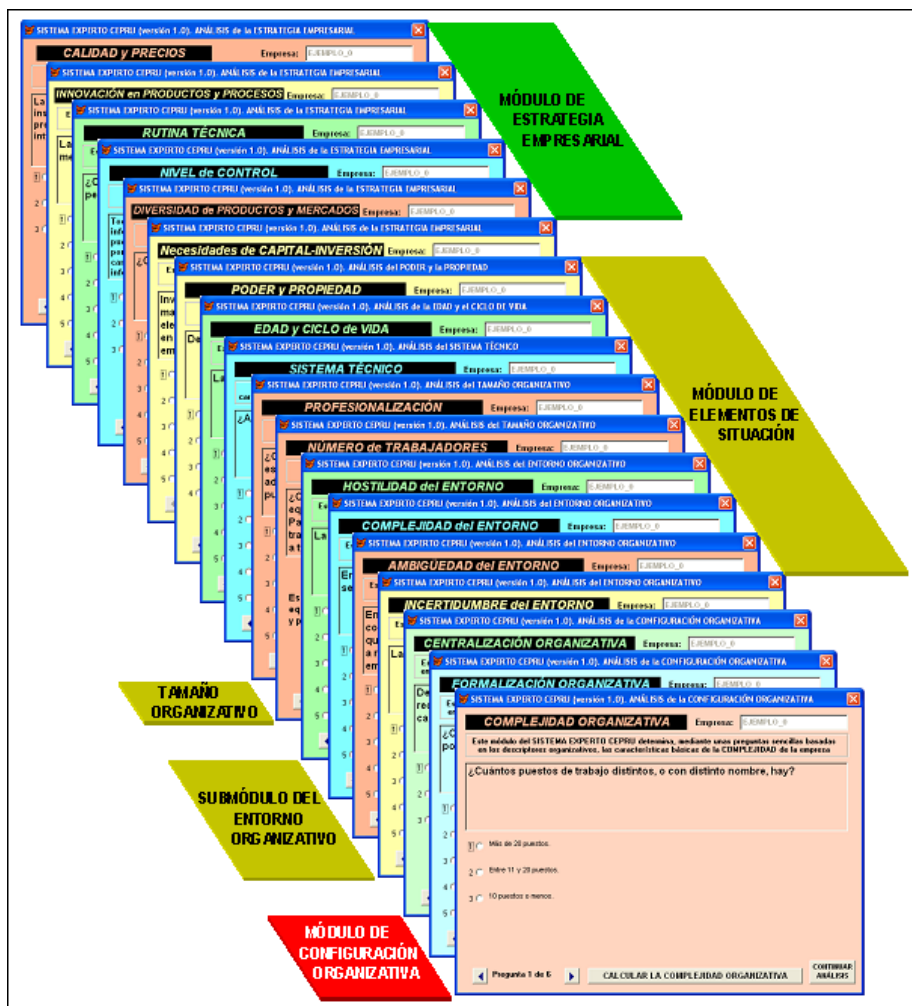 SISTEMA EXPERTO CEPRU (versión 1.0). ANÁLISIS de la ESTRATEGIA EMPRESARIAL
CALIDAD y PRECIOS Empresa: EJEMPLO_0
SISTEMA EXPERTO CEPRU (versión 1.0). ANÁLISIS de la ESTRATEGIA EMPRESARIAL
INNOVACIÓN en PRODUCTOS y PROCESOS Empresa: EJEMPLO_0
SISTEMA EXPERTO CEPRU (versión 1.0). ANÁLISIS de la ESTRATEGIA EMPRESARIAL
RUTINA TÉCNICA Empresa: EJEMPLO_0
SISTEMA EXPERTO CEPRU (versión 1.0). ANÁLISIS de la ESTRATEGIA EMPRESARIAL
NIVEL de CONTROL Empresa: EJEMPLO_0
SISTEMA EXPERTO CEPRU (versión 1.0). ANÁLISIS de la ESTRATEGIA EMPRESARIAL
DIVERSIDAD de PRODUCTOS y MERCADOS Empresa: EJEMPLO_0
SISTEMA EXPERTO CEPRU (versión 1.0). ANÁLISIS de la ESTRATEGIA EMPRESARIAL
Necesidades de CAPITAL-INVERSIÓN Empresa: EJEMPLO_0
MÓDULO DE
ESTRATEGIA
EMPRESARIAL
SISTEMA EXPERTO CEPRU (versión 1.0). ANÁLISIS del PODER y la PROPIEDAD
PODER y PROPIEDAD Empresa: EJEMPLO_0
SISTEMA EXPERTO CEPRU (versión 1.0). ANÁLISIS de la EDAD y el CICLO de VIDA
EDAD y CICLO de VIDA Empresa: EJEMPLO_0
SISTEMA EXPERTO CEPRU (versión 1.0). ANÁLISIS del SISTEMA TÉCNICO
SISTEMA TÉCNICO Empresa: EJEMPLO_0
SISTEMA EXPERTO CEPRU (versión 1.0). ANÁLISIS del TAMAÑO ORGANIZATIVO
PROFESIONALIZACIÓN Empresa: EJEMPLO_0
SISTEMA EXPERTO CEPRU (versión 1.0). ANÁLISIS del TAMAÑO ORGANIZATIVO
NÚMERO de TRABAJADORES Empresa: EJEMPLO_0
MÓDULO DE
ELEMENTOS DE
SITUACIÓN
SISTEMA EXPERTO CEPRU (versión 1.0). ANÁLISIS del ENTORNO ORGANIZATIVO
HOSTILIDAD del ENTORNO Empresa: EJEMPLO_0
SISTEMA EXPERTO CEPRU (versión 1.0). ANÁLISIS del ENTORNO ORGANIZATIVO
COMPLEJIDAD del ENTORNO Empresa: EJEMPLO_0
SISTEMA EXPERTO CEPRU (versión 1.0). ANÁLISIS del ENTORNO ORGANIZATIVO
AMBIGÜEDAD del ENTORNO Empresa: EJEMPLO_0
SISTEMA EXPERTO CEPRU (versión 1.0). ANÁLISIS del ENTORNO ORGANIZATIVO
INCERTIDUMBRE del ENTORNO Empresa: EJEMPLO_0
SISTEMA EXPERTO CEPRU (versión 1.0). ANÁLISIS de la CONFIGURACIÓN ORGANIZATIVA
CENTRALIZACIÓN ORGANIZATIVA Empresa: EJEMPLO_0
SISTEMA EXPERTO CEPRU (versión 1.0). ANÁLISIS de la CONFIGURACIÓN ORGANIZATIVA
FORMALIZACIÓN ORGANIZATIVA Empresa: EJEMPLO_0
TAMAÑO
ORGANIZATIVO
SUBMÓDULO DEL
ENTORNO
ORGANIZATIVO
MÓDULO DE
CONFIGURACIÓN
ORGANIZATIVA
SISTEMA EXPERTO CEPRU (versión 1.0). ANÁLISIS de la CONFIGURACIÓN ORGANIZATIVA
COMPLEJIDAD ORGANIZATIVA Empresa: EJEMPLO_0
Este módulo del SISTEMA EXPERTO CEPRU determina, mediante unas preguntas sencillas basadas
en los descriptores organizativos, las características básicas de la COMPLEJIDAD de la empresa
¿Cuántos puestos de trabajo distintos, o con distinto nombre, hay?
1 Más de 20 puestos.
2 Entre 11 y 20 puestos.
3 10 puestos o menos.
Pregunta 1 de 6 CALCULAR LA COMPLEJIDAD ORGANIZATIVA CONTINUAR
ANÁLISIS